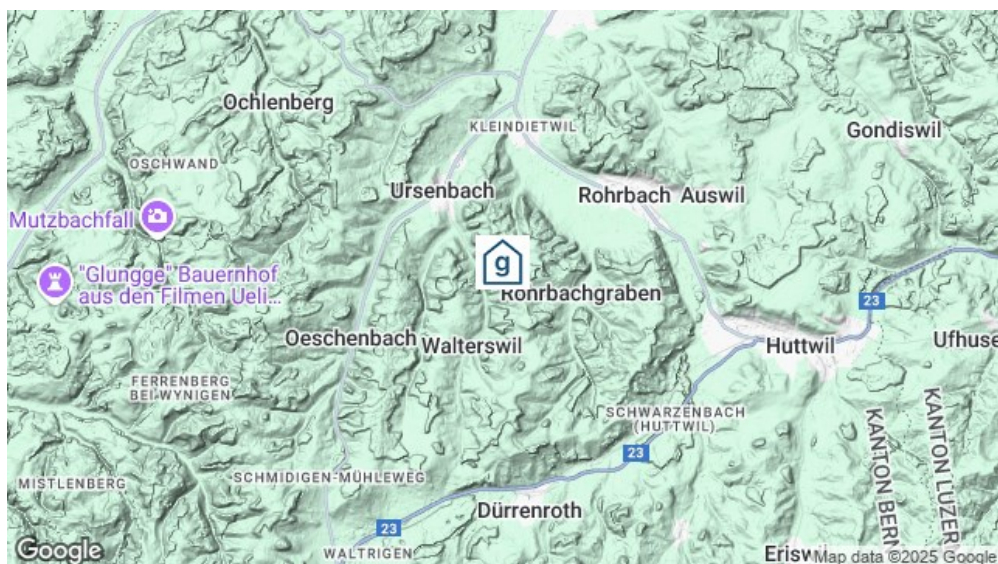 Ochlenberg
KLEINDIETWIL
Gondiswil
OSCHWAND
Ursenbach
Rohrbach
Auswil
Mutzbachfall
g
"Glungge" Bauernhof
aus den Filmen Ueli...
Rohrbachgraben
23
Oeschenbach
Walterswil
Huttwil
Ufhuse
FERRENBERG
BEI WYNIGEN
KANTON BERN
KANTON LUZERN
SCHWARZENBACH
(HUTTWIL)
23
MISTLENBERG
SCHMIDIGEN-MÜHLEWEG
Dürrenroth
23
WALTRIGEN
Eriswil
Google
Map data ©2025 Google